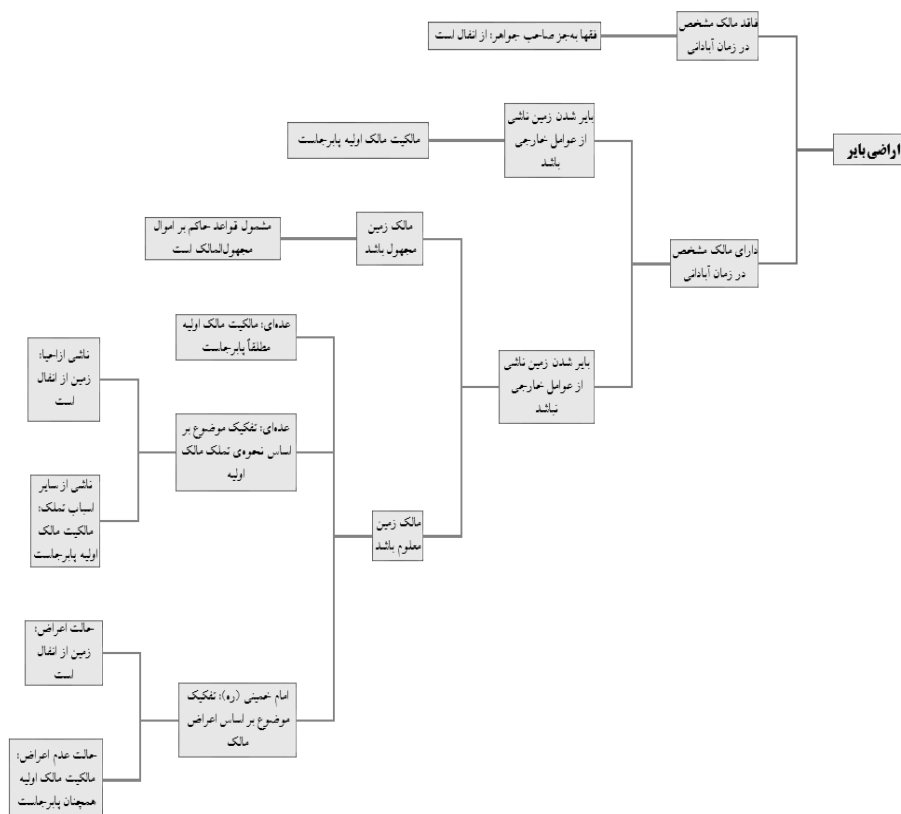 اراضی بایر
فاقد مالک مشخص
در زمان آبادانی
فقها به‌جز صاحب جواهر: از انفال است
دارای مالک مشخص
در زمان آبادانی
بایر شدن زمین ناشی
از عوامل خارجی
باشد
مالکیت مالک اولیه پابرجاست
بایر شدن زمین ناشی
از عوامل خارجی
نباشد
مالک زمین
مجهول باشد
مشمول قواعد حاکم بر اموال
مجهول‌المالک است
مالک زمین
معلوم باشد
عده‌ای: مالکیت مالک اولیه
مطلقاً پابرجاست
عده‌ای: تفکیک موضوع بر
اساس نحوه‌ی تملک مالک
اولیه
ناشی از احیا:
زمین از انفال
است
ناشی از سایر
اسباب تملک:
مالکیت مالک
اولیه پابرجاست
امام خمینی (ره): تفکیک
موضوع بر اساس اعراض
مالک
حالت اعراض:
زمین از انفال
است
حالت عدم اعراض:
مالکیت مالک اولیه
همچنان پابرجاست